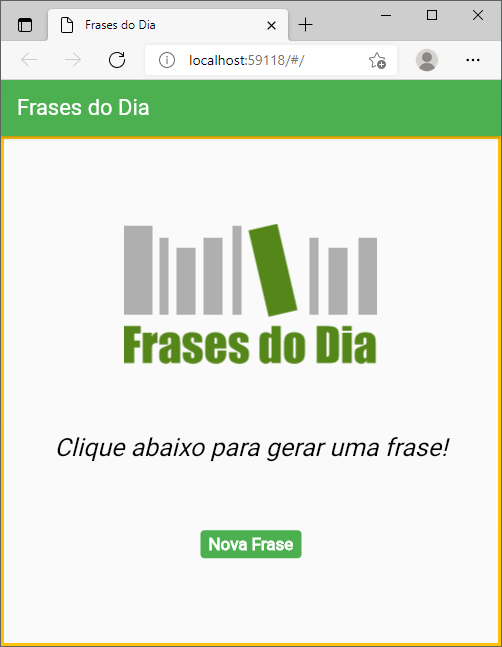 Frases do Dia
localhost:59118/#/
Frases do Dia
Frases do Dia
Clique abaixo para gerar uma frase!
Nova Frase